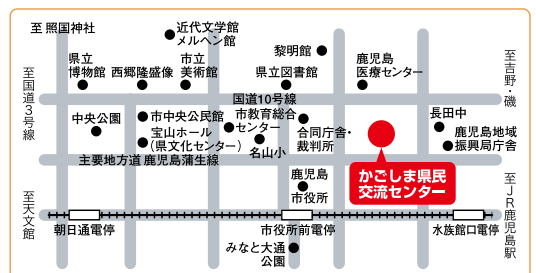 至 照国神社
近代文学館
メルヘン館
黎明館
県立
博物館
西郷隆盛像
市立
美術館
県立図書館
鹿児島
医療センター
至吉野・磯
至国道3号線
国道10号線
中央公園
市中央公民館
宝山ホール
(県文化センター)
市教育総合
センター
名山小
合同庁舎・
裁判所
長田中
鹿児島地域
振興局庁舎
主要地方道 鹿児島蒲生線
かごしま県民
交流センター
鹿児島
市役所
至天文館
至JR鹿児島駅
朝日通電停
市役所前電停
水族館口電停
みなと大通
公園